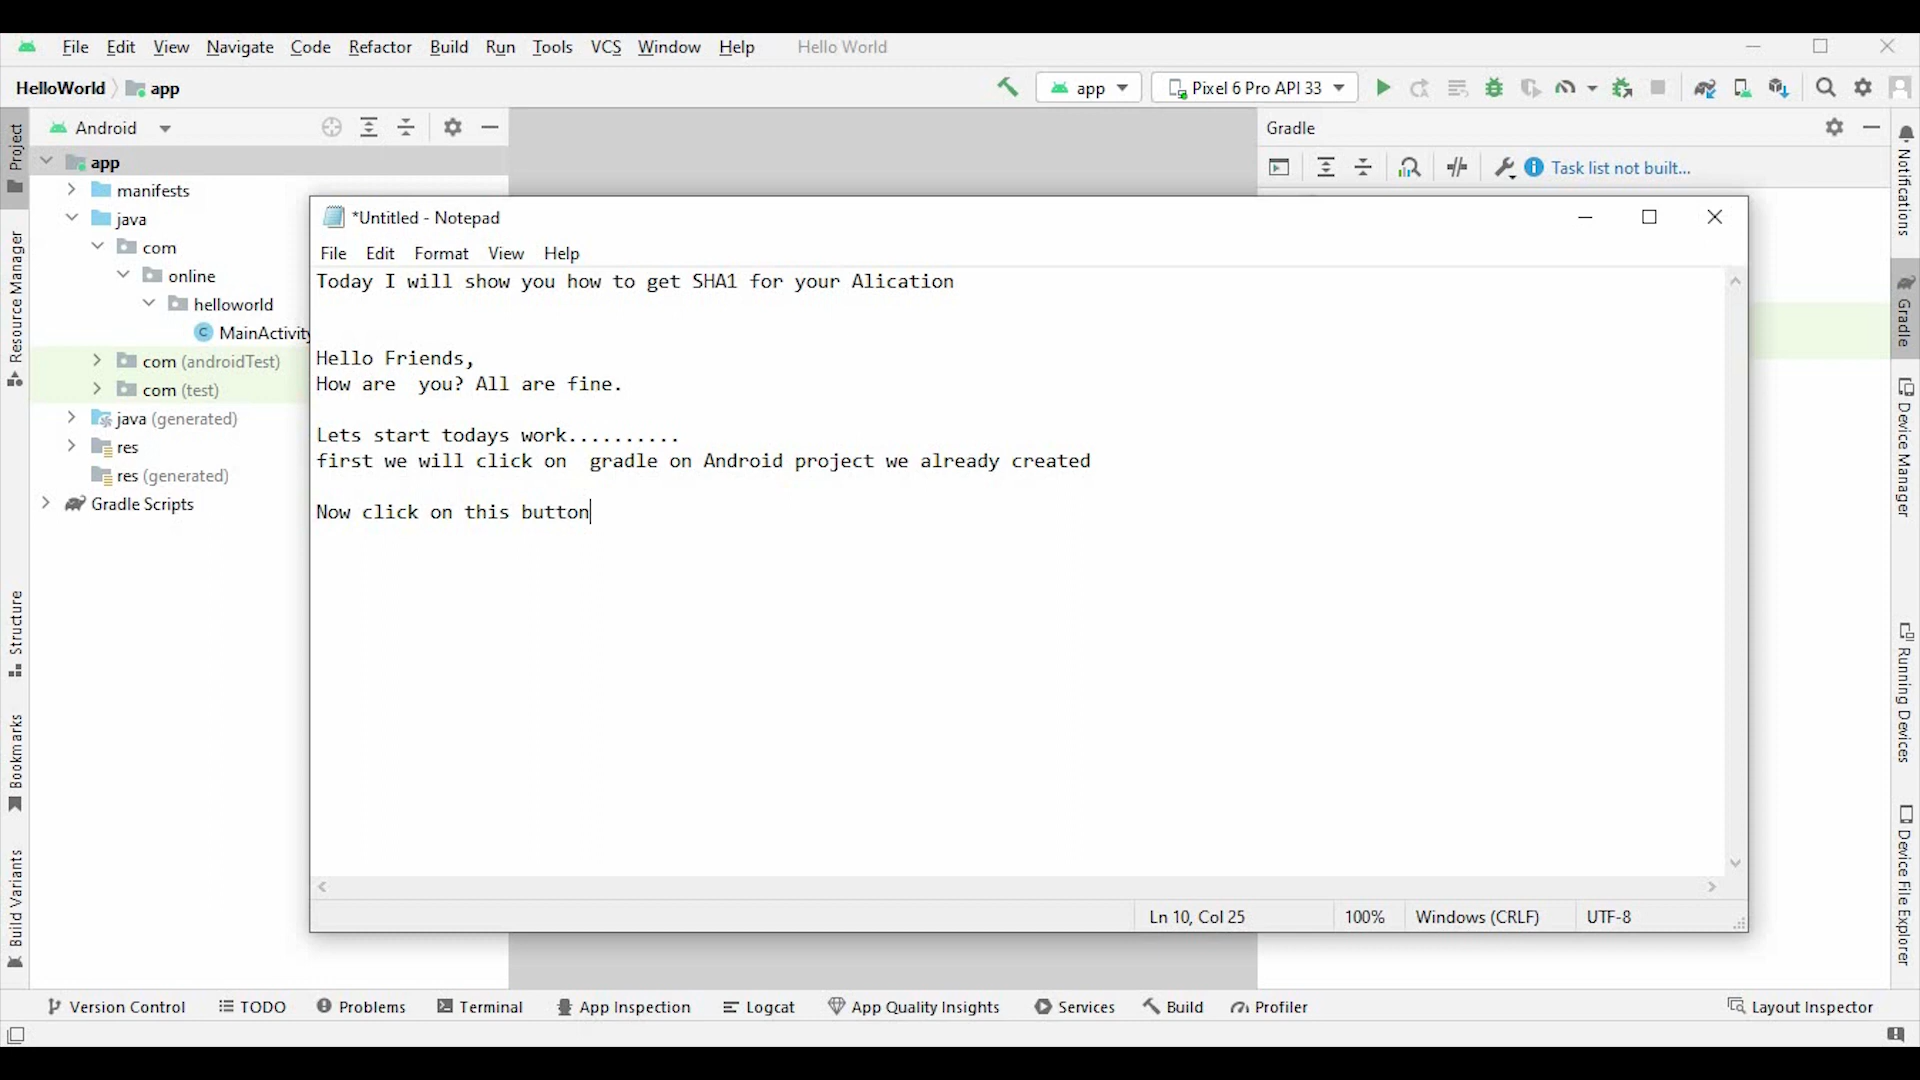 File Edit View Navigate Code Refactor Build Run Tools VCS Window Help Hello World
HelloWorld app
app
Pixel 6 Pro API 33
Project
Resource Manager
Structure
Bookmarks
Build Variants
Android
app
manifests
java
com
online
helloworld
MainActivity
com (androidTest)
com (test)
java (generated)
res
res (generated)
Gradle Scripts
Gradle
Task list not built...
*Untitled - Notepad
File Edit Format View Help
Today I will show you how to get SHA1 for your Alication
Hello Friends,
How are  you? All are fine.
Lets start todays work..........
first we will click on  gradle on Android project we already created
Now click on this button
Ln 10, Col 25
100%
Windows (CRLF)
UTF-8
Notifications
Gradle
Device Manager
Running Devices
Device File Explorer
Version Control TODO Problems Terminal App Inspection Logcat App Quality Insights Services Build Profiler Layout Inspector